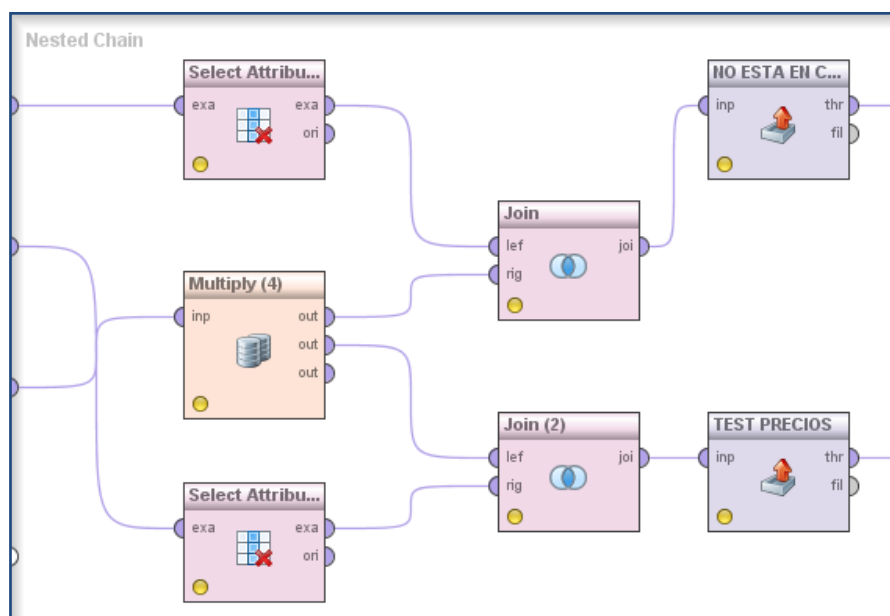 Nested Chain
Select Attribu...
exa
exa
ori
NO ESTA EN C...
inp
thr
fil
Join
lef
joi
rig
Multiply (4)
inp
out
out
out
Join (2)
lef
joi
rig
TEST PRECIOS
inp
thr
fil
Select Attribu...
exa
exa
ori